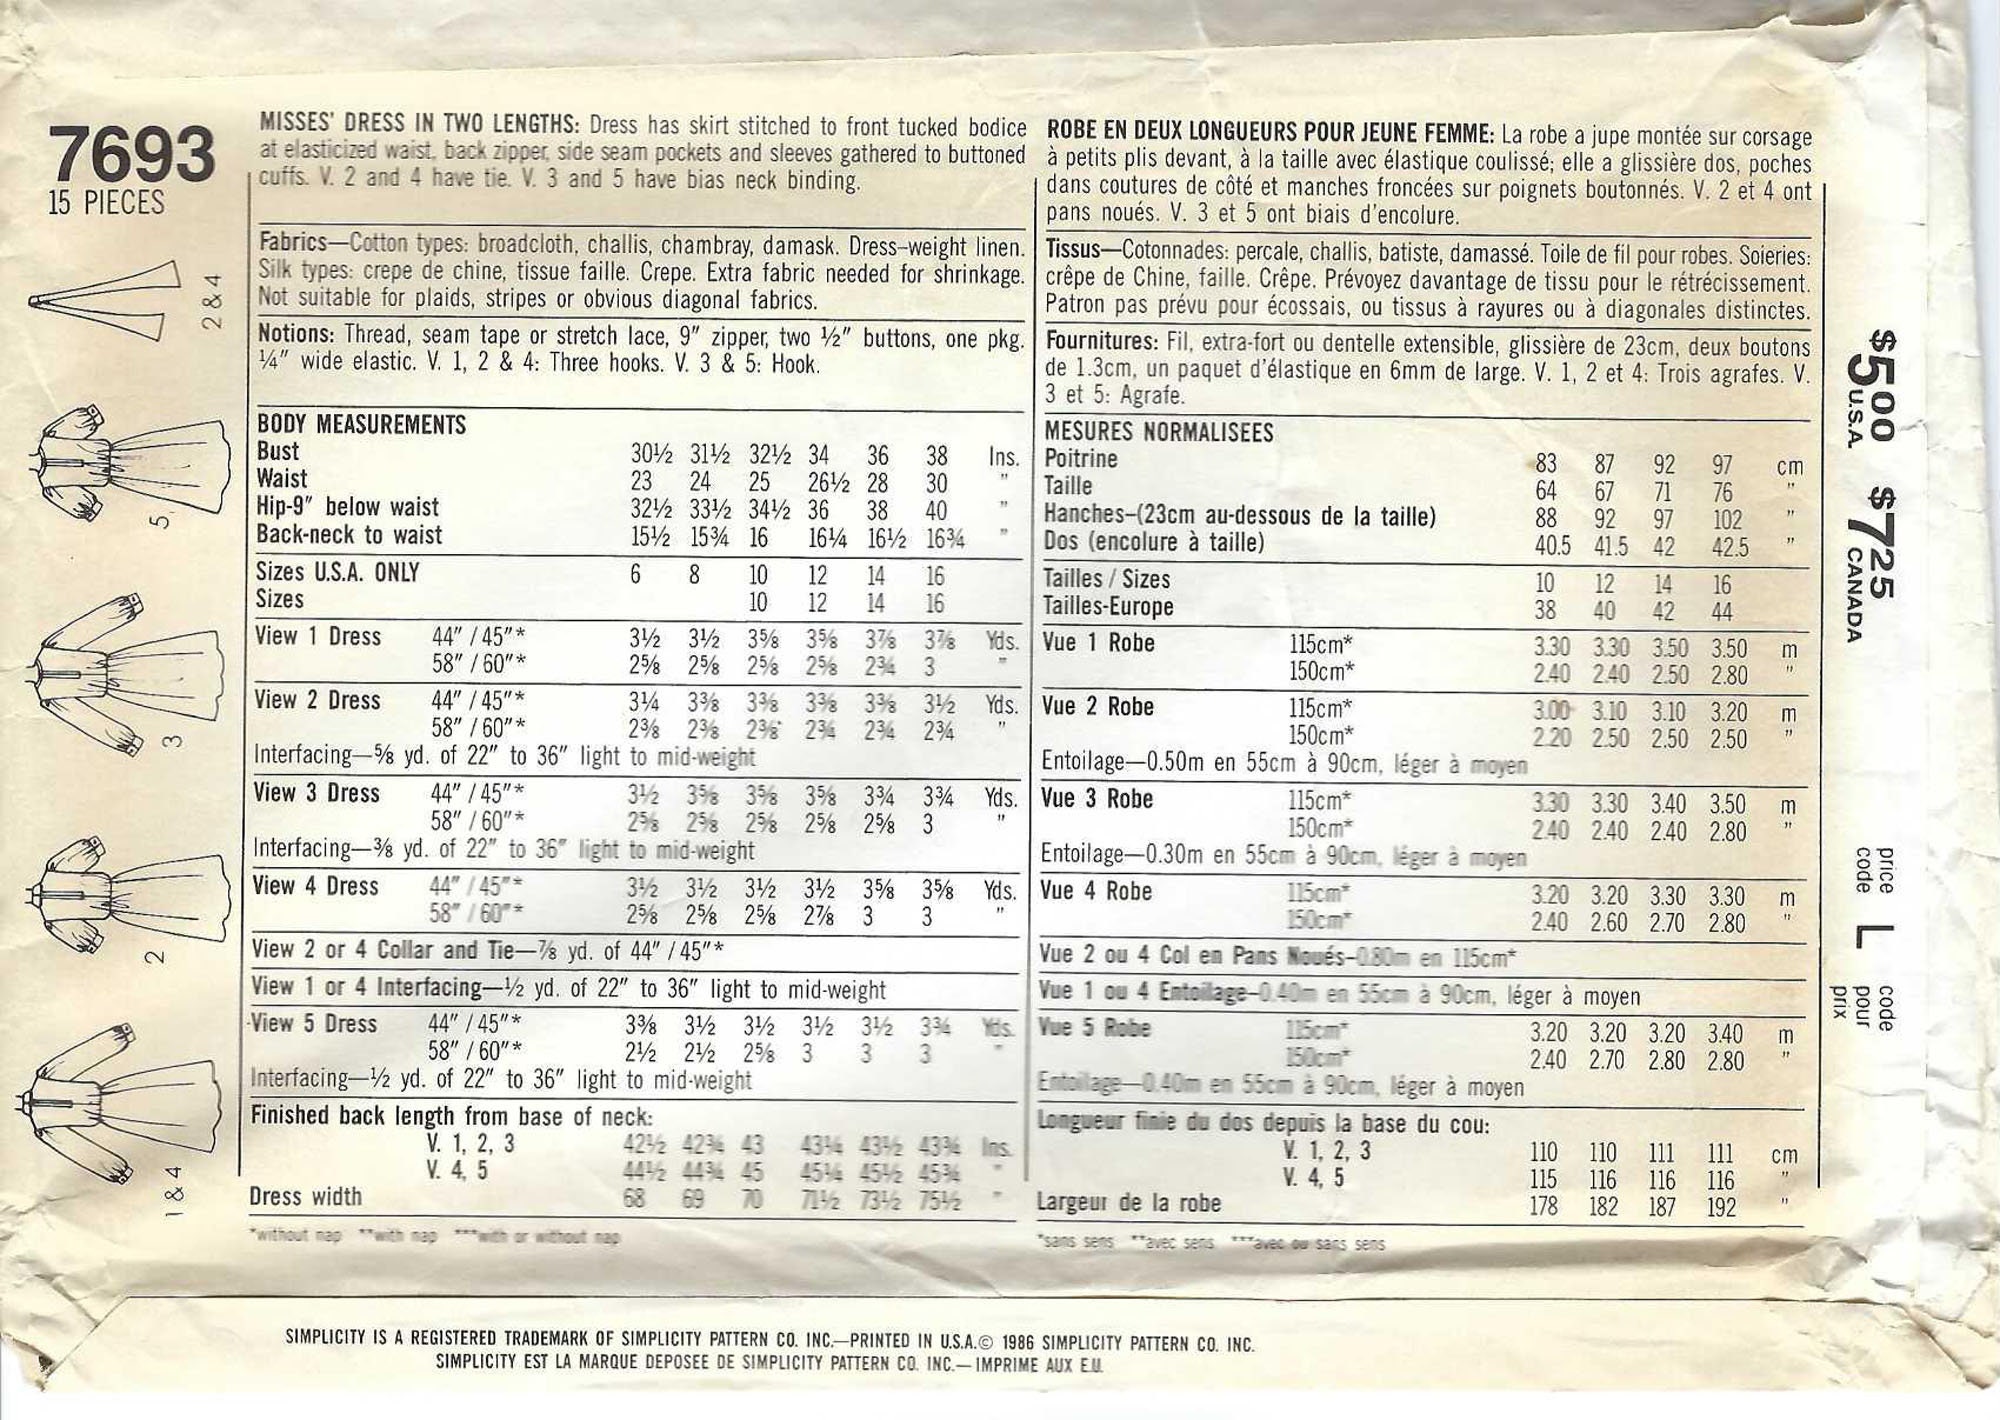 7693
15 PIECES
MISSES' DRESS IN TWO LENGTHS: Dress has skirt stitched to front tucked bodice
at elasticized waist, back zipper, side seam pockets and sleeves gathered to buttoned
cuffs. V. 2 and 4 have tie. V. 3 and 5 have bias neck binding.
Fabrics—Cotton types: broadcloth, challis, chambray, damask. Dress-weight linen.
Silk types: crepe de chine, tissue faille. Crepe. Extra fabric needed for shrinkage.
Not suitable for plaids, stripes or obvious diagonal fabrics.
Notions: Thread, seam tape or stretch lace, 9" zipper, two ½" buttons, one pkg.
¼" wide elastic. V. 1, 2 & 4: Three hooks. V. 3 & 5: Hook.
BODY MEASUREMENTS
Bust 30½ 31½ 32½ 34 36 38 Ins.
Waist 23 24 25 26½ 28 30 "
Hip-9" below waist 32½ 33½ 34½ 36 38 40 "
Back-neck to waist 15½ 15¾ 16 16¼ 16½ 16¾ "
Sizes U.S.A. ONLY 6 8 10 12 14 16
Sizes 10 12 14 16
View 1 Dress 44" / 45"* 3½ 3½ 3⅝ 3⅝ 3⅞ 3⅞ Yds.
58" / 60"* 2⅝ 2⅝ 2⅝ 2⅝ 2¾ 3 "
View 2 Dress 44" / 45"* 3¼ 3⅜ 3⅜ 3⅜ 3⅜ 3½ Yds.
58" / 60"* 2⅜ 2⅜ 2⅜ 2¾ 2¾ 2¾ "
Interfacing—⅝ yd. of 22" to 36" light to mid-weight
View 3 Dress 44" / 45"* 3½ 3⅝ 3⅝ 3⅝ 3¾ 3¾ Yds.
58" / 60"* 2⅝ 2⅝ 2⅝ 2⅝ 2⅝ 3 "
Interfacing—⅜ yd. of 22" to 36" light to mid-weight
View 4 Dress 44" / 45"* 3½ 3½ 3½ 3½ 3⅝ 3⅝ Yds.
58" / 60"* 2⅝ 2⅝ 2⅝ 2⅞ 3 3 "
View 2 or 4 Collar and Tie—⅞ yd. of 44" / 45"*
View 1 or 4 Interfacing—½ yd. of 22" to 36" light to mid-weight
View 5 Dress 44" / 45"* 3⅜ 3½ 3½ 3½ 3½ 3¾ Yds.
58" / 60"* 2½ 2½ 2⅝ 3 3 3 "
Interfacing—½ yd. of 22" to 36" light to mid-weight
Finished back length from base of neck:
V. 1, 2, 3 42½ 42¾ 43 43¼ 43½ 43¾ Ins.
V. 4, 5 44½ 44¾ 45 45¼ 45½ 45¾ "
Dress width 68 69 70 71½ 73½ 75½ "
*without nap **with nap ***with or without nap
ROBE EN DEUX LONGUEURS POUR JEUNE FEMME: La robe a jupe montée sur corsage
à petits plis devant, à la taille avec élastique coulissé; elle a glissière dos, poches
dans coutures de côté et manches froncées sur poignets boutonnés. V. 2 et 4 ont
pans noués. V. 3 et 5 ont biais d'encolure.
Tissus—Cotonnades: percale, challis, batiste, damassé. Toile de fil pour robes. Soieries:
crêpe de Chine, faille. Crêpe. Prévoyez davantage de tissu pour le rétrécissement.
Patron pas prévu pour écossais, ou tissus à rayures ou à diagonales distinctes.
Fournitures: Fil, extra-fort ou dentelle extensible, glissière de 23cm, deux boutons
de 1.3cm, un paquet d'élastique en 6mm de large. V. 1, 2 et 4: Trois agrafes. V.
3 et 5: Agrafe.
MESURES NORMALISEES
Poitrine 83 87 92 97 cm
Taille 64 67 71 76 "
Hanches-(23cm au-dessous de la taille) 88 92 97 102 "
Dos (encolure à taille) 40.5 41.5 42 42.5 "
Tailles / Sizes 10 12 14 16
Tailles-Europe 38 40 42 44
Vue 1 Robe 115cm* 3.30 3.30 3.50 3.50 m
150cm* 2.40 2.40 2.50 2.80 "
Vue 2 Robe 115cm* 3.00 3.10 3.10 3.20 m
150cm* 2.20 2.50 2.50 2.50 "
Entoilage—0.50m en 55cm à 90cm, léger à moyen
Vue 3 Robe 115cm* 3.30 3.30 3.40 3.50 m
150cm* 2.40 2.40 2.40 2.80 "
Entoilage—0.30m en 55cm à 90cm, léger à moyen
Vue 4 Robe 115cm* 3.20 3.20 3.30 3.30 m
150cm* 2.40 2.60 2.70 2.80 "
Vue 2 ou 4 Col en Pans Noués-0.80m en 115cm*
Vue 1 ou 4 Entoilage-0.40m en 55cm à 90cm, léger à moyen
Vue 5 Robe 115cm* 3.20 3.20 3.20 3.40 m
150cm* 2.40 2.70 2.80 2.80 "
Entoilage—0.40m en 55cm à 90cm, léger à moyen
Longueur finie du dos depuis la base du cou:
V. 1, 2, 3 110 110 111 111 cm
V. 4, 5 115 116 116 116 "
Largeur de la robe 178 182 187 192 "
*sans sens **avec sens ***avec ou sans sens
2 & 4
5
3
2
1 & 4
$5 00 U.S.A. $7 25 CANADA
price code L code pour prix
SIMPLICITY IS A REGISTERED TRADEMARK OF SIMPLICITY PATTERN CO. INC.—PRINTED IN U.S.A.© 1986 SIMPLICITY PATTERN CO. INC.
SIMPLICITY EST LA MARQUE DEPOSEE DE SIMPLICITY PATTERN CO. INC.—IMPRIME AUX E.U.